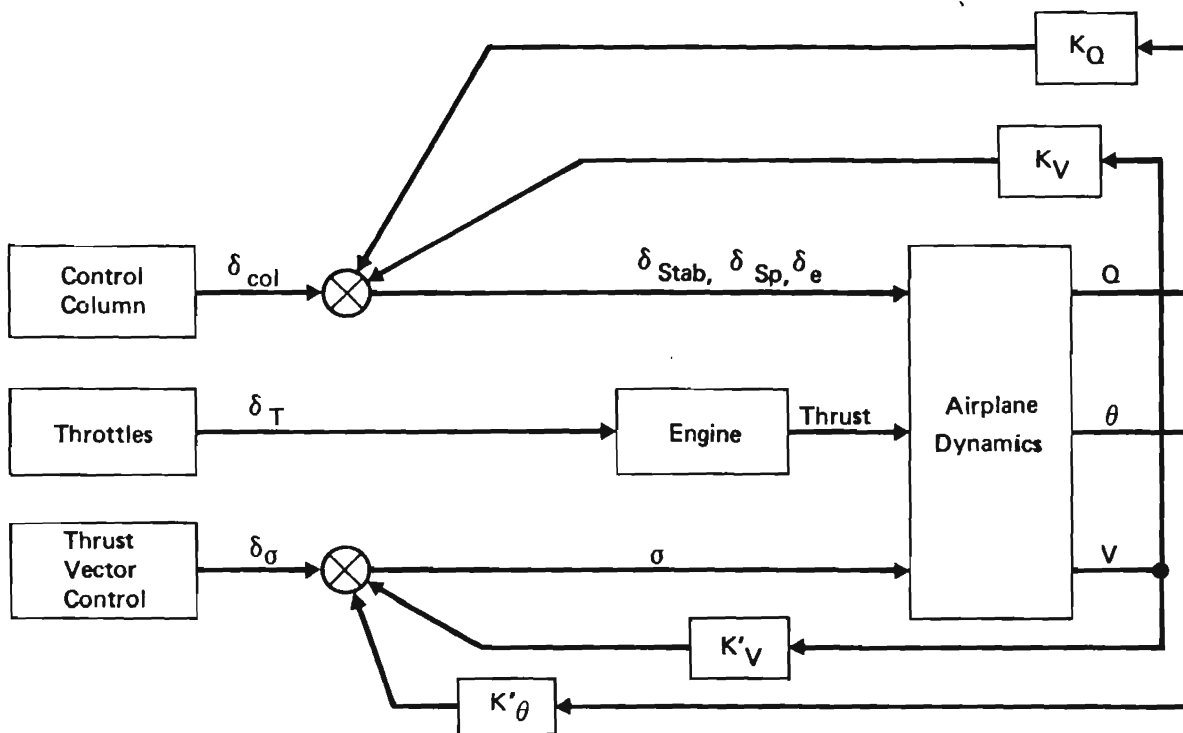 K_Q
K_V
Control
Column
δ_col
δ_Stab, δ_Sp, δ_e
Q
Throttles
δ_T
Engine
Thrust
Airplane
Dynamics
θ
Thrust
Vector
Control
δ_σ
σ
V
K'_V
K'_θ